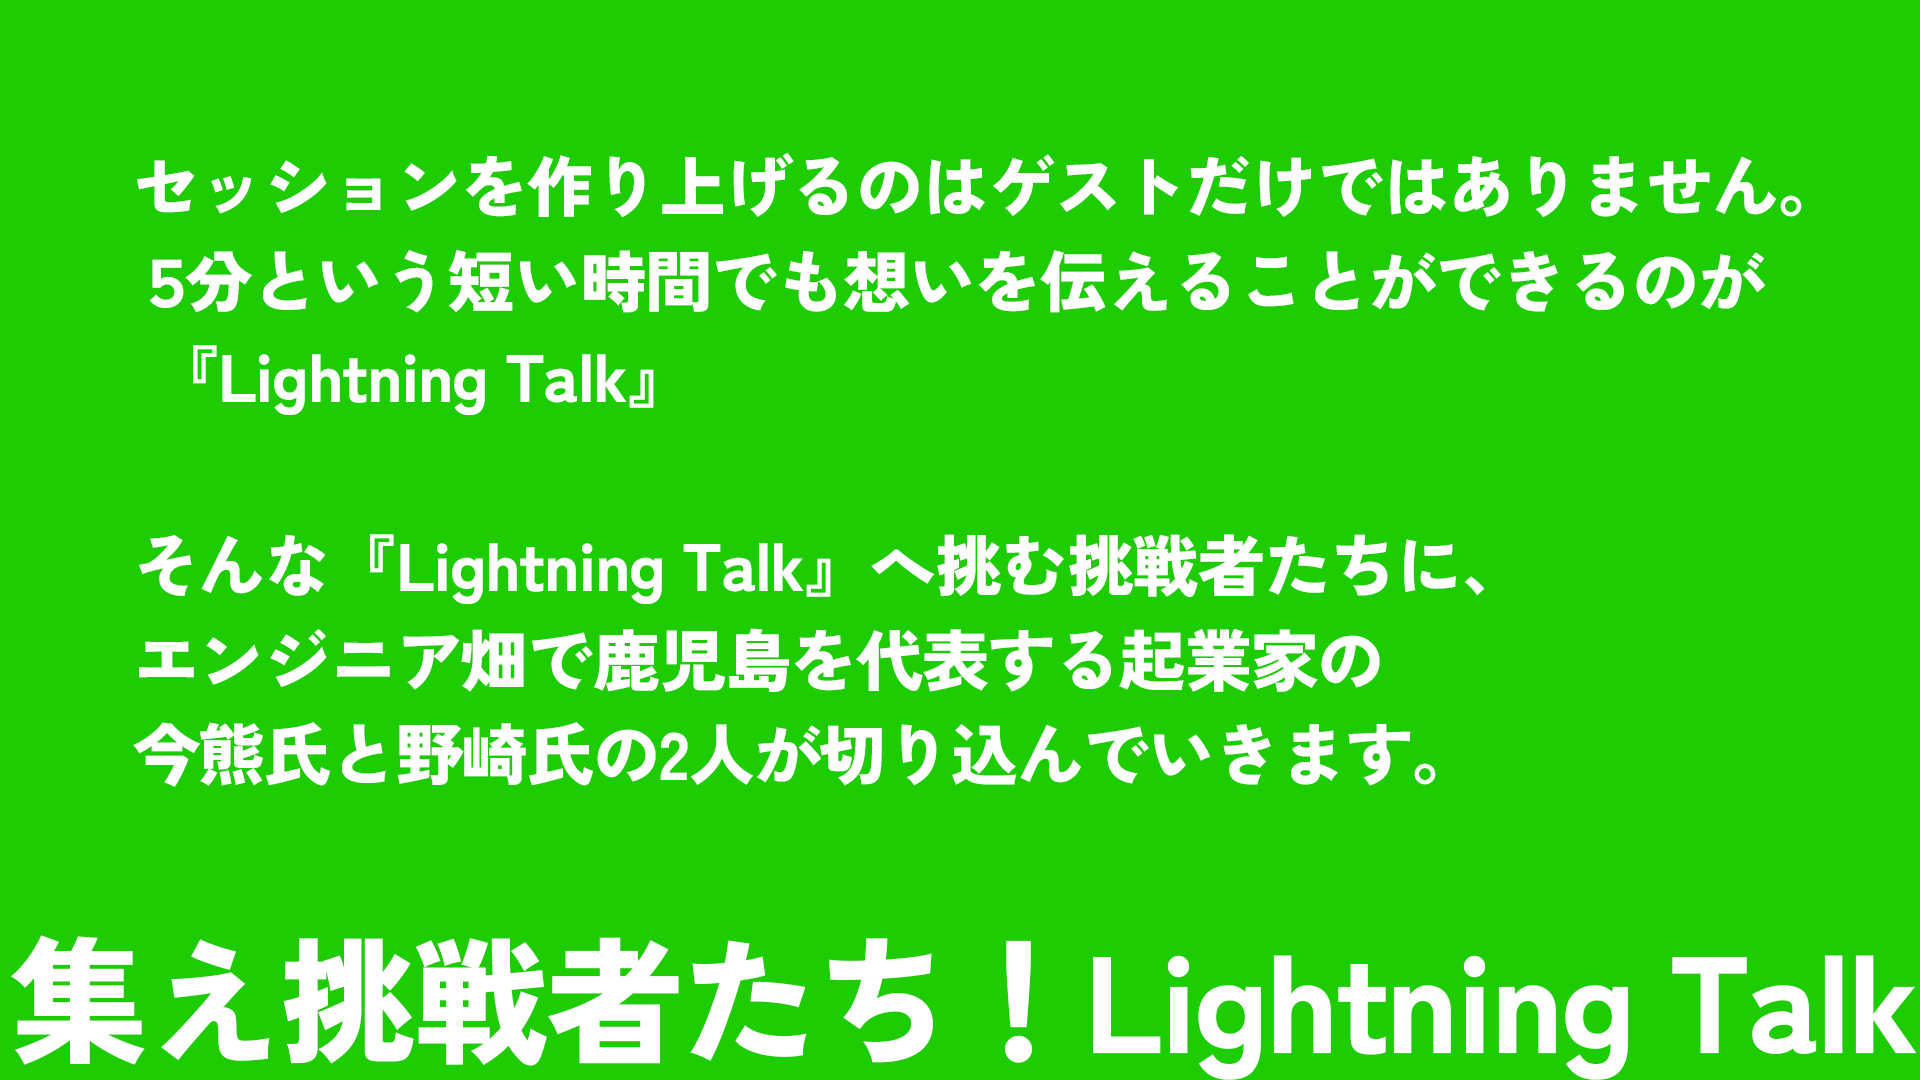 セッションを作り上げるのはゲストだけではありません。
5分という短い時間でも想いを伝えることができるのが
『Lightning Talk』
そんな『Lightning Talk』へ挑む挑戦者たちに、
エンジニア畑で鹿児島を代表する起業家の
今熊氏と野崎氏の2人が切り込んでいきます。
集え挑戦者たち！Lightning Talk